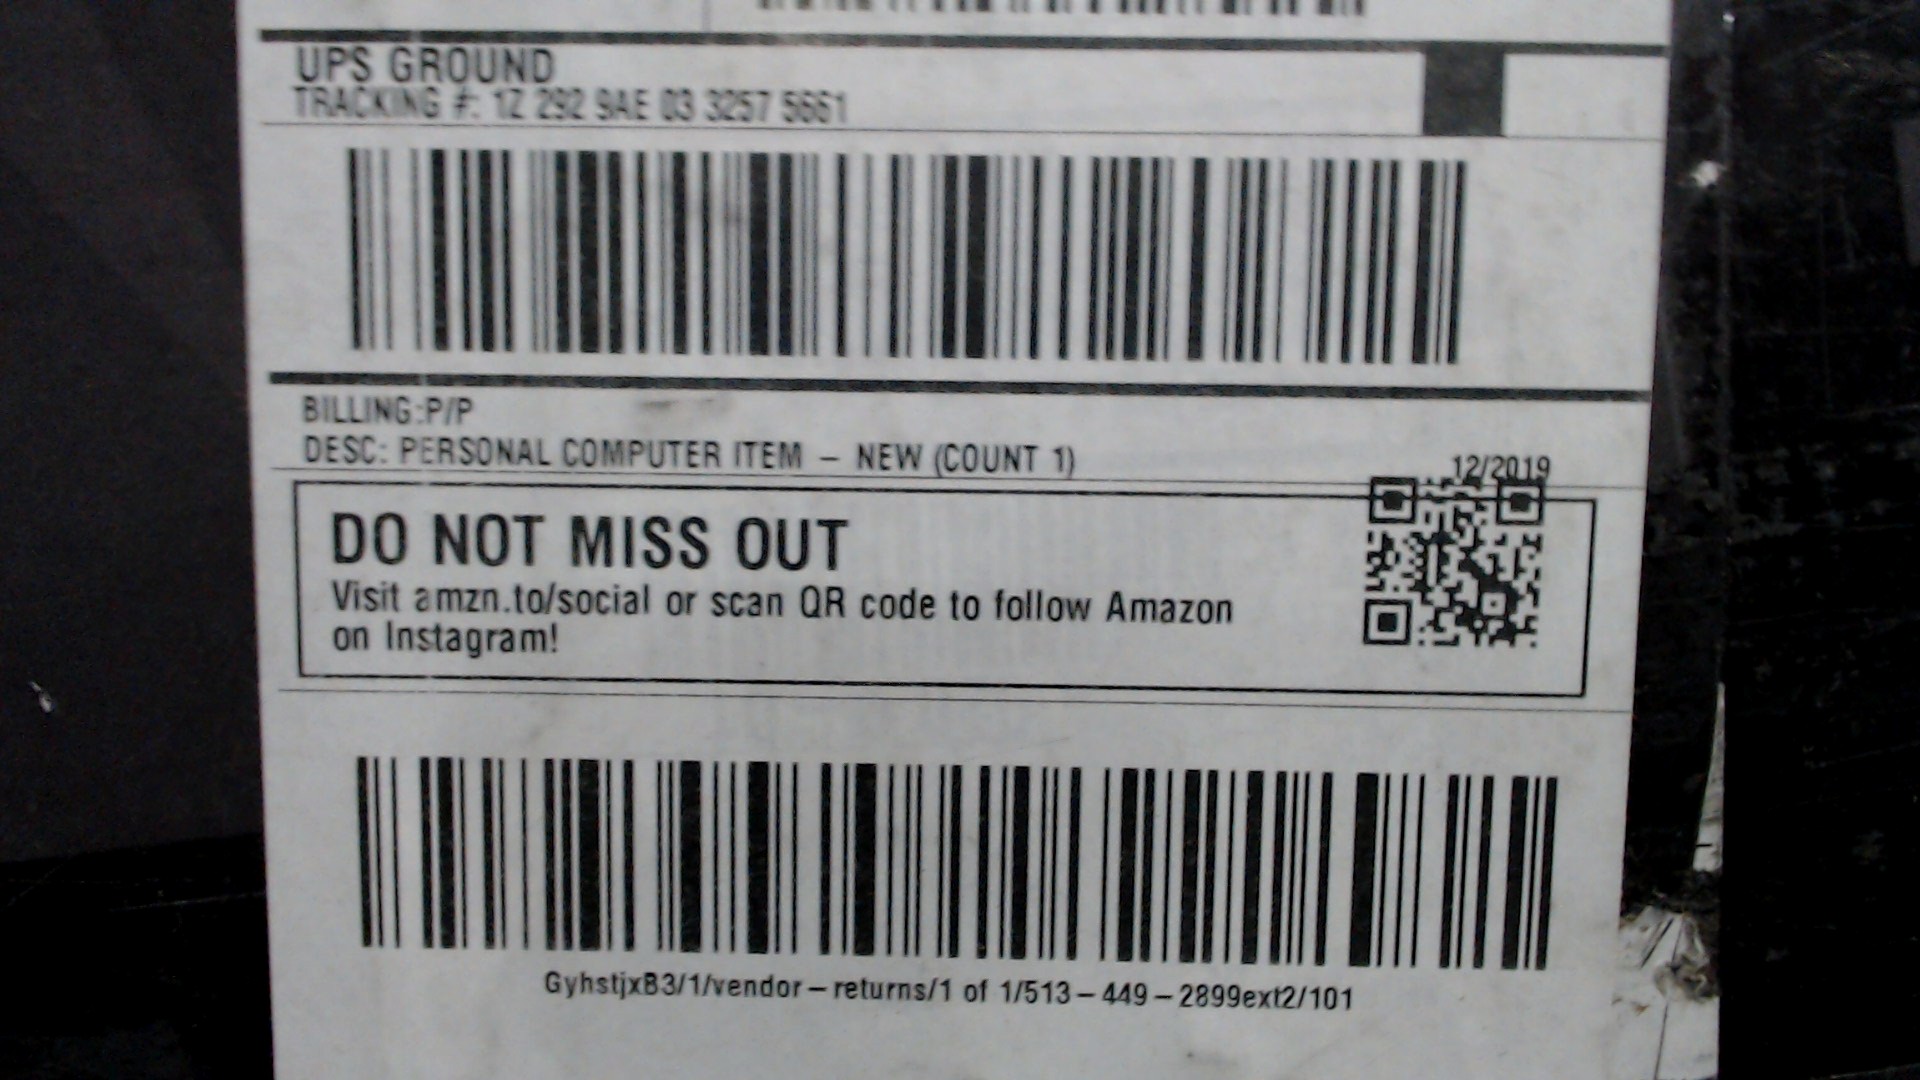 UPS GROUND
TRACKING #: 1Z 292 9AE 03 3257 5661
BILLING:P/P
DESC: PERSONAL COMPUTER ITEM – NEW (COUNT 1)
12/2019
DO NOT MISS OUT
Visit amzn.to/social or scan QR code to follow Amazon
on Instagram!
GyhstjxB3/1/vendor–returns/1 of 1/513–449–2899ext2/101